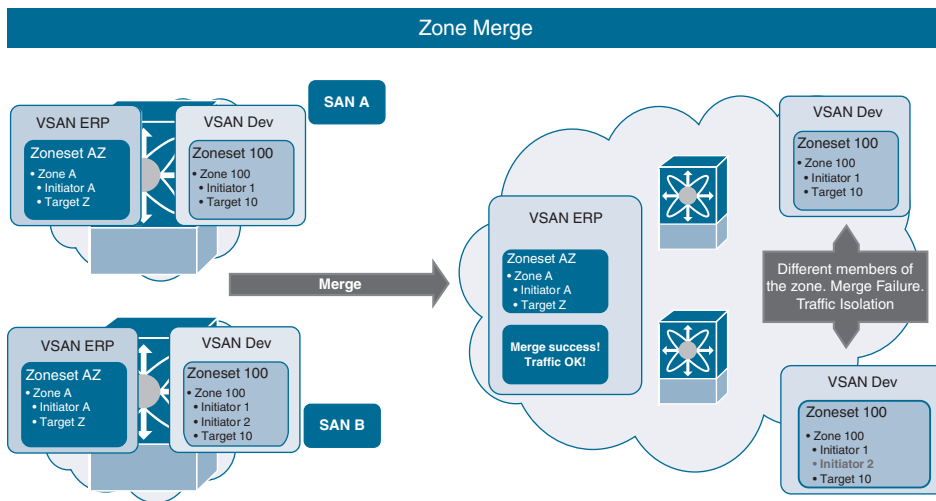 Zone Merge
SAN A
VSAN ERP
Zoneset AZ
• Zone A
• Initiator A
• Target Z
VSAN Dev
Zoneset 100
• Zone 100
• Initiator 1
• Target 10
VSAN ERP
Zoneset AZ
• Zone A
• Initiator A
• Target Z
VSAN Dev
Zoneset 100
• Zone 100
• Initiator 1
• Initiator 2
• Target 10
SAN B
Merge
VSAN ERP
Zoneset AZ
• Zone A
• Initiator A
• Target Z
Merge success!
Traffic OK!
VSAN Dev
Zoneset 100
• Zone 100
• Initiator 1
• Target 10
Different members of
the zone. Merge Failure.
Traffic Isolation
VSAN Dev
Zoneset 100
• Zone 100
• Initiator 1
• Initiator 2
• Target 10